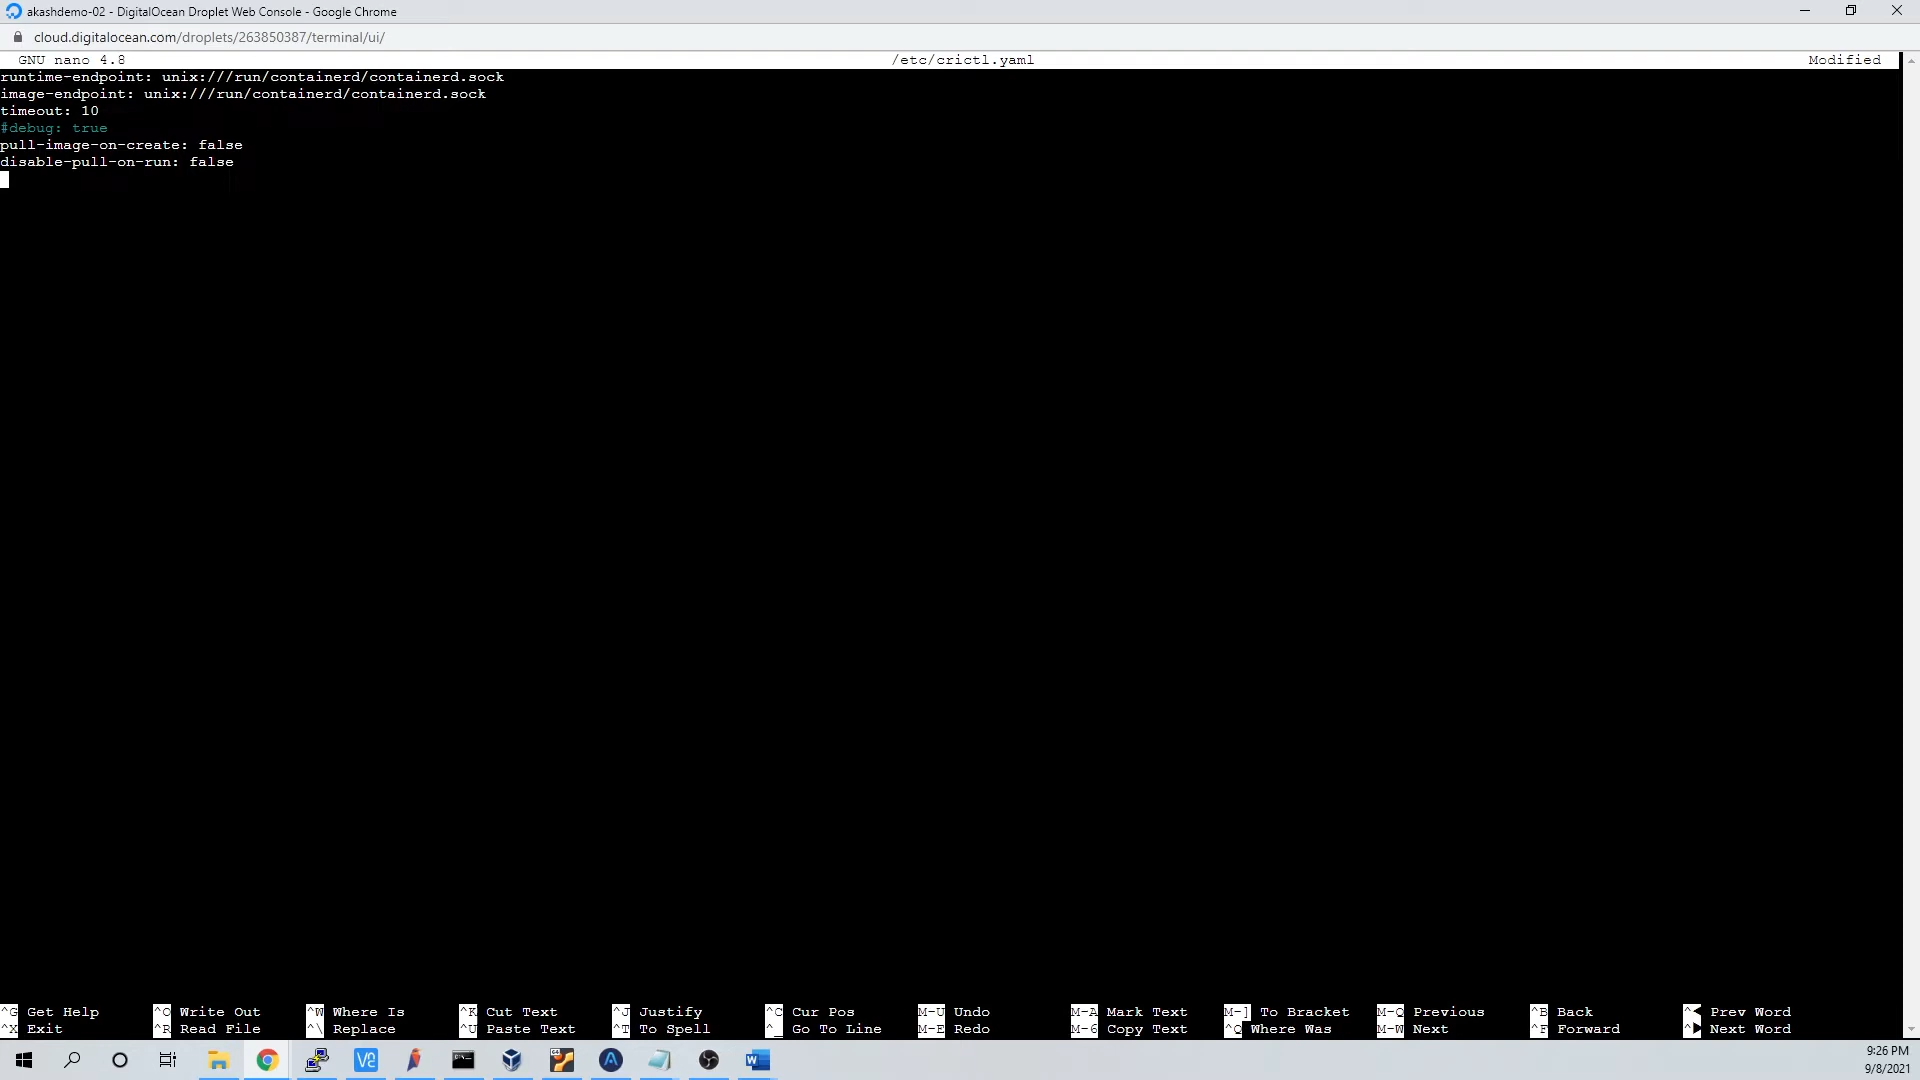 akashdemo-02 - DigitalOcean Droplet Web Console - Google Chrome
cloud.digitalocean.com/droplets/263850387/terminal/ui/
GNU nano 4.8 /etc/crictl.yaml Modified
runtime-endpoint: unix:///run/containerd/containerd.sock
image-endpoint: unix:///run/containerd/containerd.sock
timeout: 10
#debug: true
pull-image-on-create: false
disable-pull-on-run: false
^G Get Help ^O Write Out ^W Where Is ^K Cut Text ^J Justify ^C Cur Pos M-U Undo M-A Mark Text M-] To Bracket M-Q Previous ^B Back ^◀ Prev Word
^X Exit ^R Read File ^\ Replace ^U Paste Text ^T To Spell ^_ Go To Line M-E Redo M-6 Copy Text ^Q Where Was M-W Next ^F Forward ^▶ Next Word
9:26 PM
9/8/2021